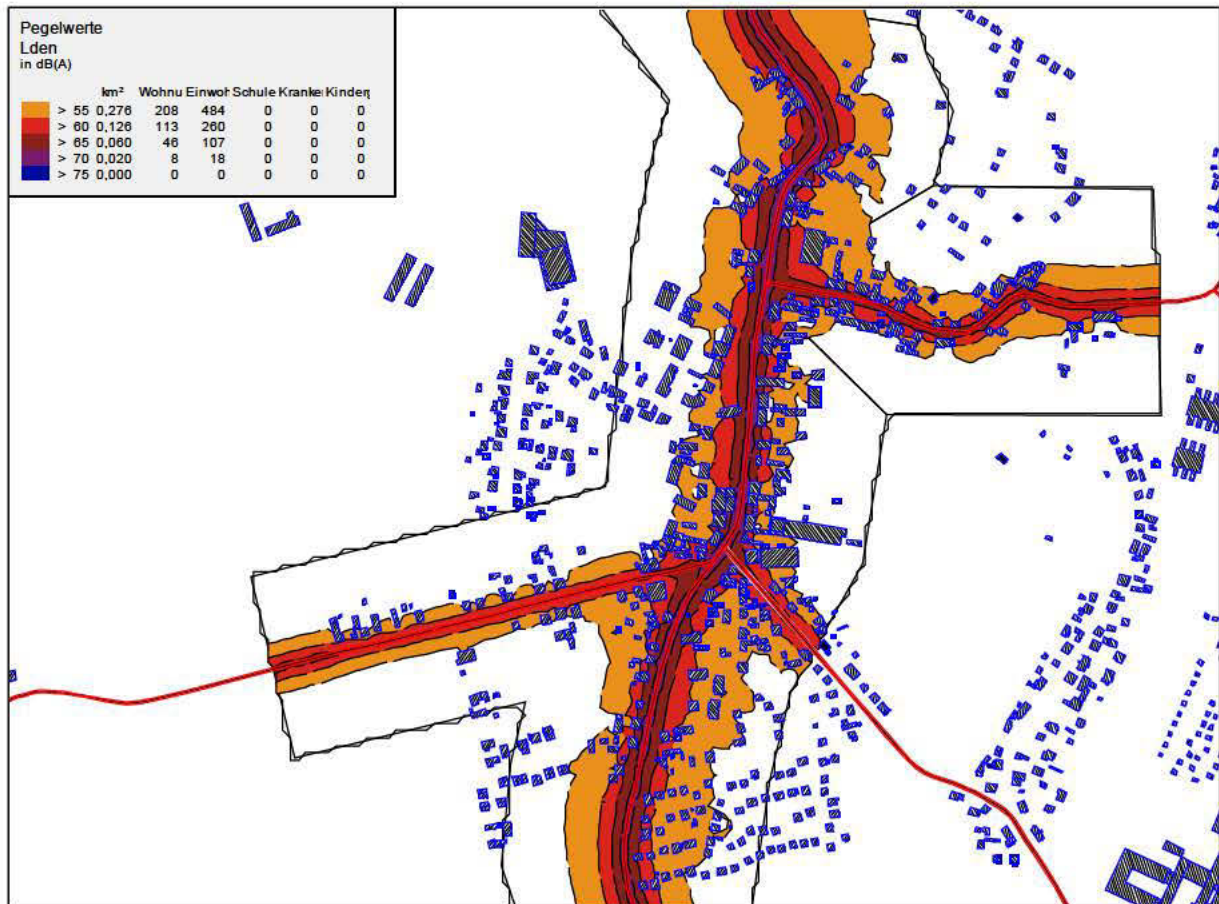 Pegelwerte
Lden
in dB(A)
km² Wohnu Einwoh Schule Kranke Kinderg
> 55 0,276 208 484 0 0 0
> 60 0,126 113 260 0 0 0
> 65 0,060 46 107 0 0 0
> 70 0,020 8 18 0 0 0
> 75 0,000 0 0 0 0 0